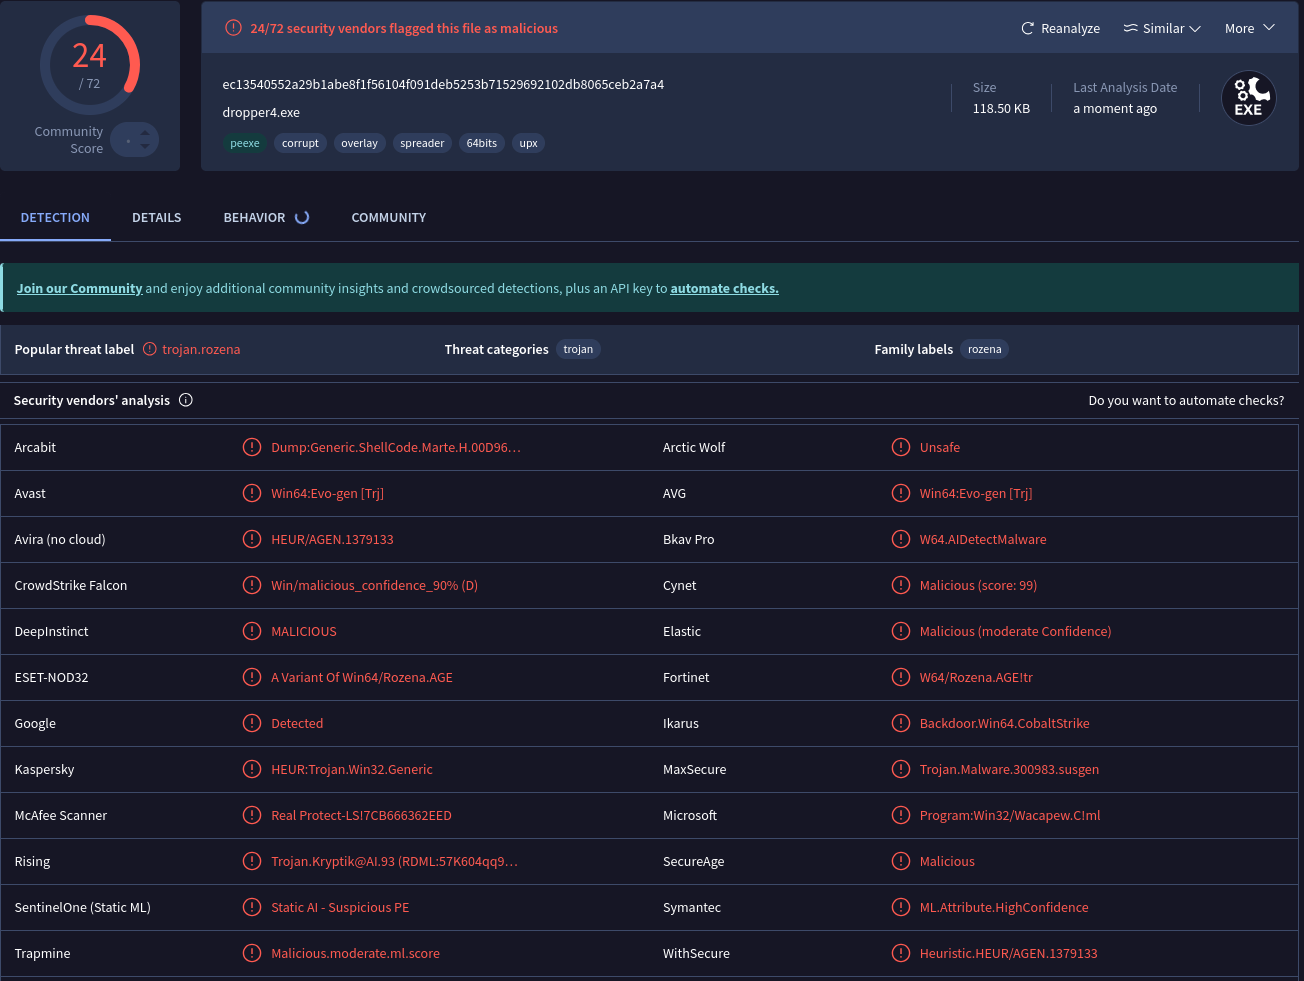 24
/ 72
Community
Score
24/72 security vendors flagged this file as malicious
Reanalyze
Similar
More
ec13540552a29b1abe8f1f56104f091deb5253b71529692102db8065ceb2a7a4
dropper4.exe
peexe corrupt overlay spreader 64bits upx
Size
118.50 KB
Last Analysis Date
a moment ago
EXE
DETECTION DETAILS BEHAVIOR COMMUNITY
Join our Community and enjoy additional community insights and crowdsourced detections, plus an API key to automate checks.
Popular threat label trojan.rozena Threat categories trojan Family labels rozena
Security vendors' analysis Do you want to automate checks?
Arcabit Dump:Generic.ShellCode.Marte.H.00D96... Arctic Wolf Unsafe
Avast Win64:Evo-gen [Trj] AVG Win64:Evo-gen [Trj]
Avira (no cloud) HEUR/AGEN.1379133 Bkav Pro W64.AIDetectMalware
CrowdStrike Falcon Win/malicious_confidence_90% (D) Cynet Malicious (score: 99)
DeepInstinct MALICIOUS Elastic Malicious (moderate Confidence)
ESET-NOD32 A Variant Of Win64/Rozena.AGE Fortinet W64/Rozena.AGE!tr
Google Detected Ikarus Backdoor.Win64.CobaltStrike
Kaspersky HEUR:Trojan.Win32.Generic MaxSecure Trojan.Malware.300983.susgen
McAfee Scanner Real Protect-LS!7CB666362EED Microsoft Program:Win32/Wacapew.C!ml
Rising Trojan.Kryptik@AI.93 (RDML:57K604qq9... SecureAge Malicious
SentinelOne (Static ML) Static AI - Suspicious PE Symantec ML.Attribute.HighConfidence
Trapmine Malicious.moderate.ml.score WithSecure Heuristic.HEUR/AGEN.1379133